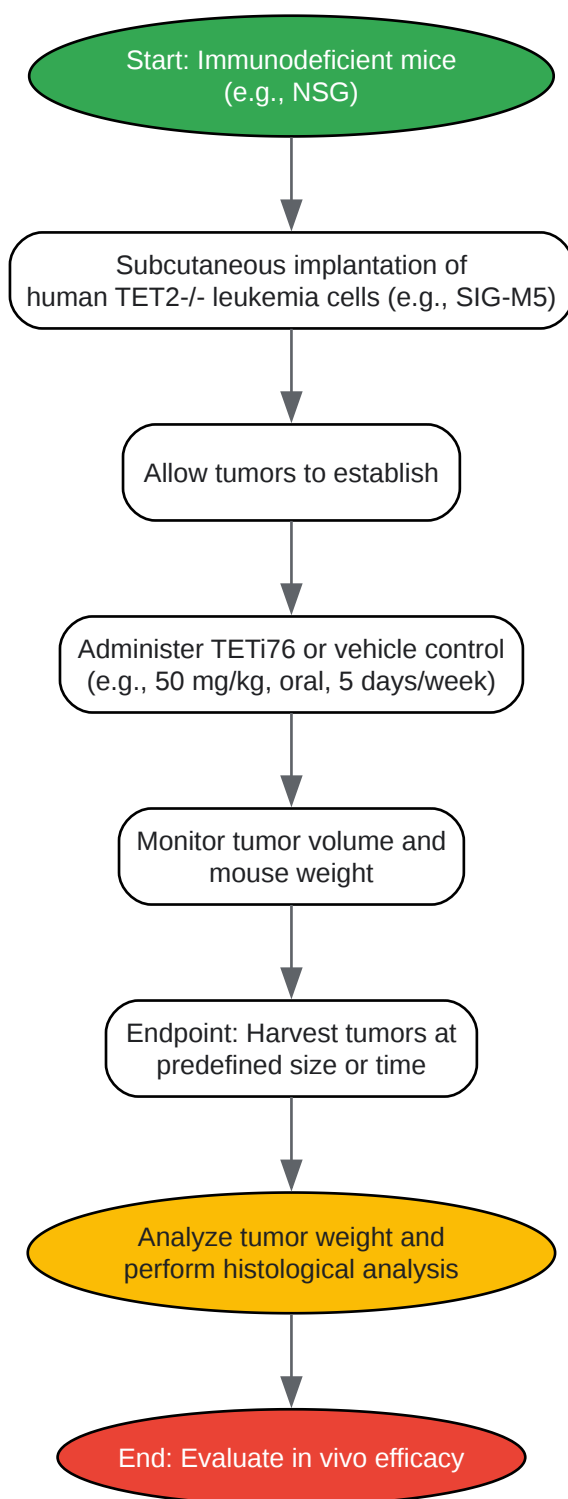 Start: Immunodeficient mice
(e.g., NSG)
Subcutaneous implantation of
human TET2-/- leukemia cells (e.g., SIG-M5)
Allow tumors to establish
Administer TETi76 or vehicle control
(e.g., 50 mg/kg, oral, 5 days/week)
Monitor tumor volume and
mouse weight
Endpoint: Harvest tumors at
predefined size or time
Analyze tumor weight and
perform histological analysis
End: Evaluate in vivo efficacy